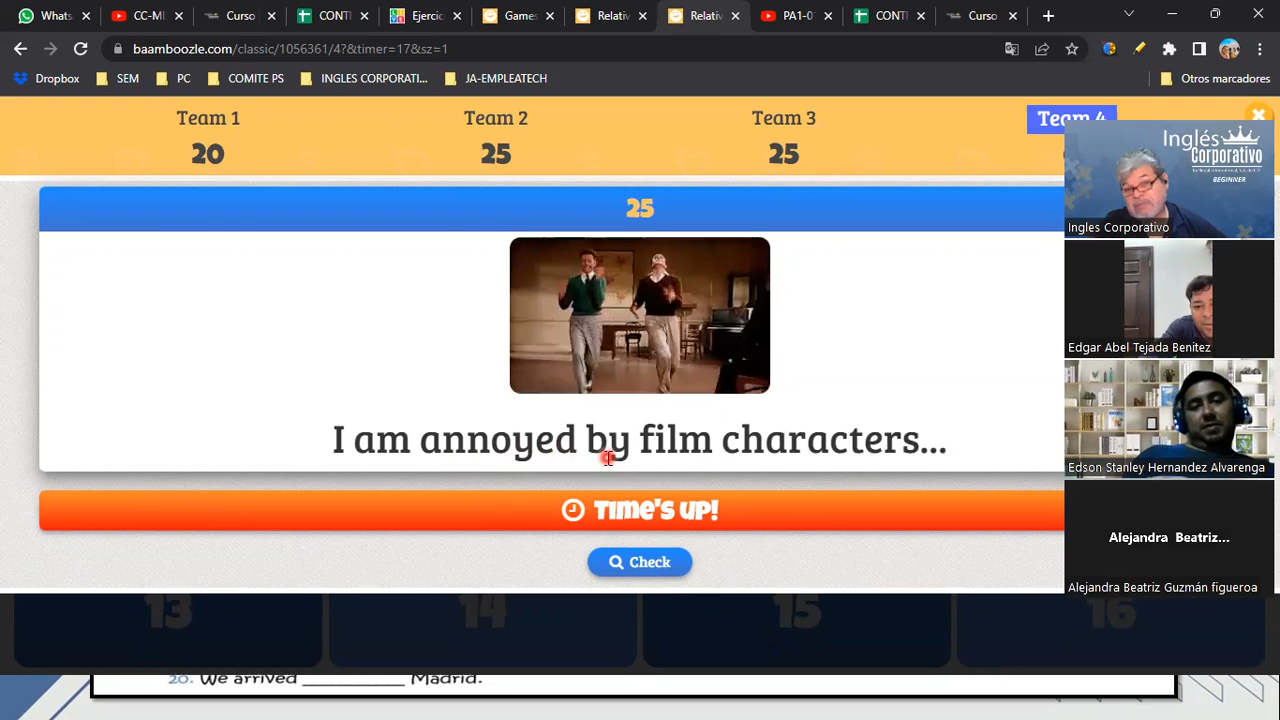 Whats
CC-MI
Curso
CONTI
Ejercic
Games
Relativ
Relativ
PA1-0
CONTI
Curso
baamboozle.com/classic/1056361/4?&timer=17&sz=1
Dropbox
SEM
PC
COMITE PS
INGLES CORPORATI...
JA-EMPLEATECH
Otros marcadores
Team 1
Team 2
Team 3
Team 4
20
25
25
25
I am annoyed by film characters...
Time's up!
Check
13
14
15
16
20. We arrived __________ Madrid.
Inglés
Corporativo
BEGINNER
Ingles Corporativo
Edgar Abel Tejada Benitez
Edson Stanley Hernandez Alvarenga
Alejandra Beatriz...
Alejandra Beatriz Guzmán figueroa